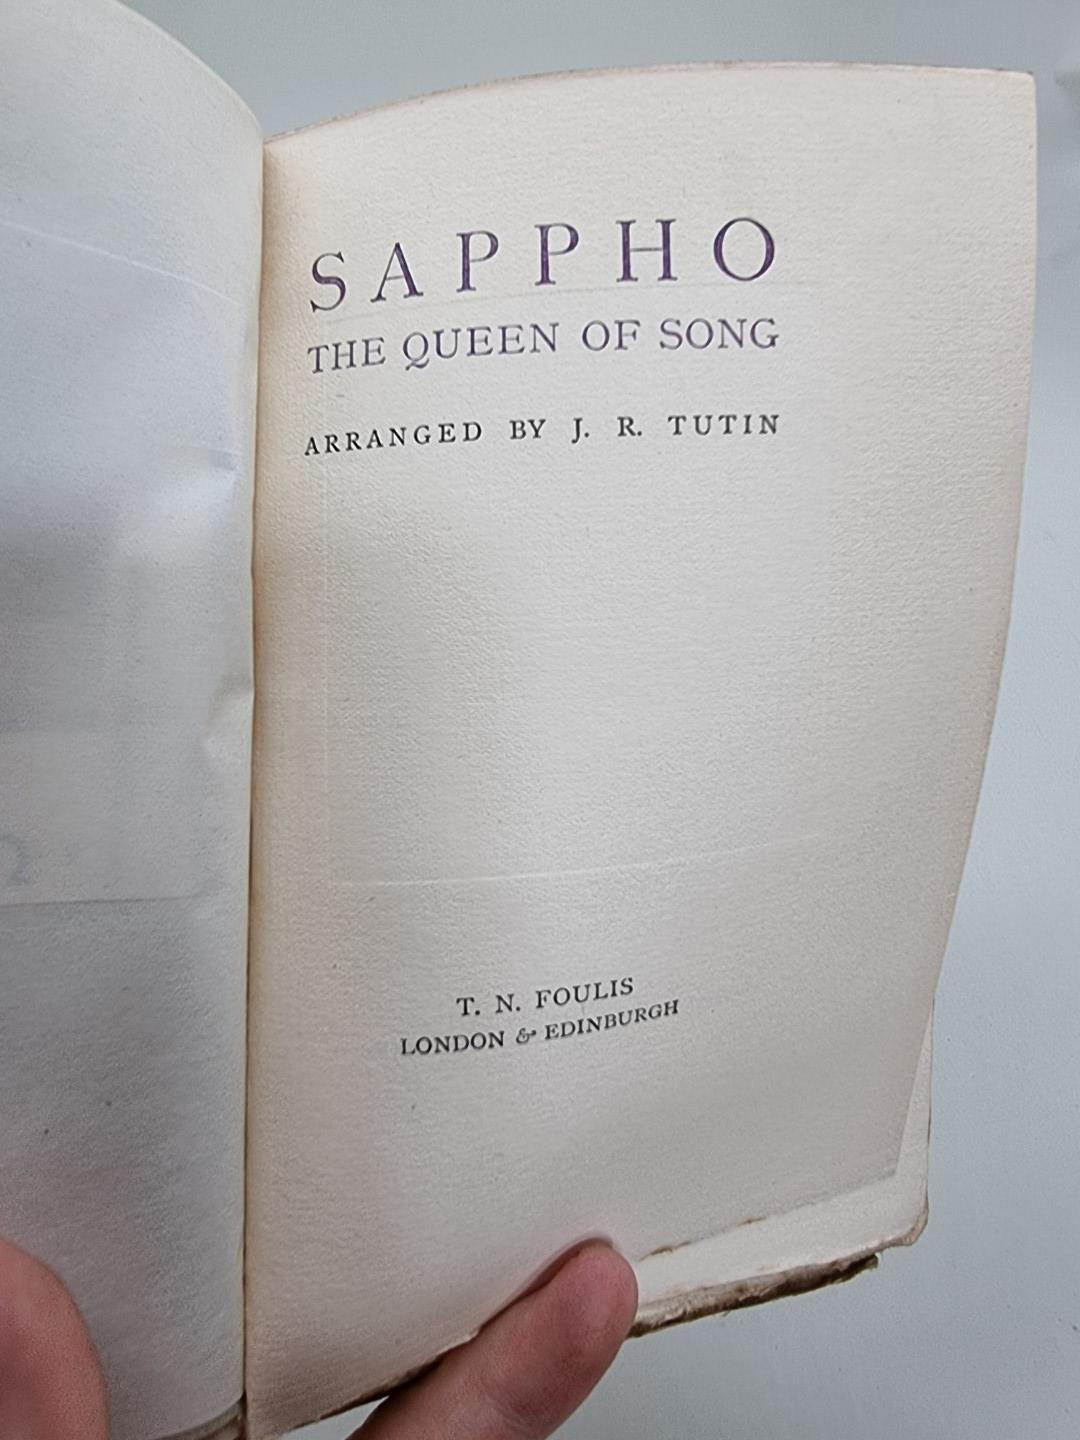 SAPPHO
THE QUEEN OF SONG
ARRANGED BY J. R. TUTIN
T. N. FOULIS
LONDON & EDINBURGH